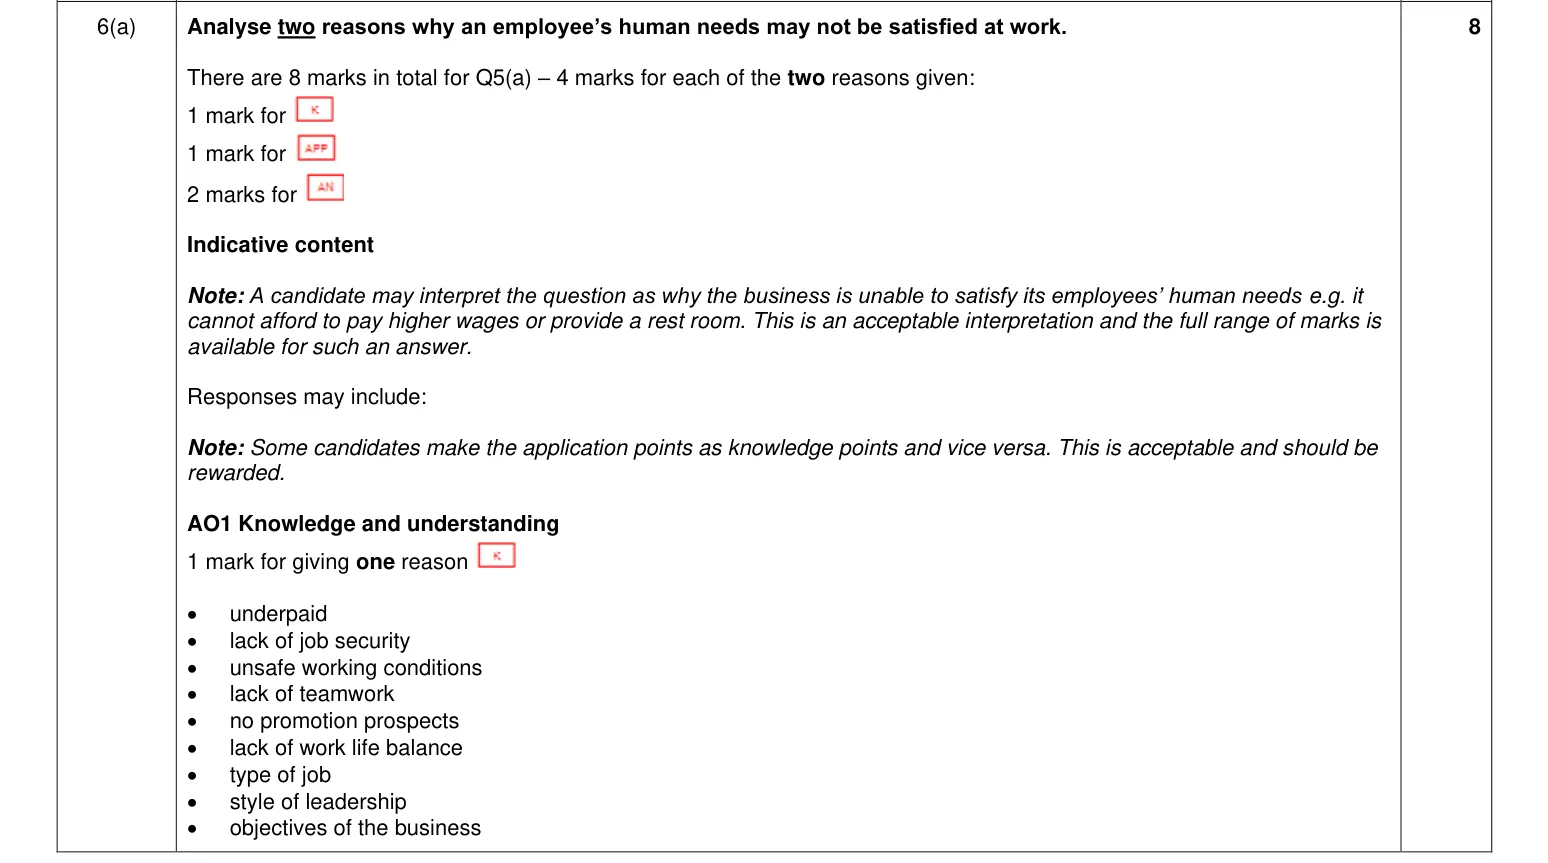 6(a) Analyse two reasons why an employee's human needs may not be satisfied at work. 8
There are 8 marks in total for Q5(a) – 4 marks for each of the two reasons given:
1 mark for K
1 mark for APP
2 marks for AN
Indicative content
Note: A candidate may interpret the question as why the business is unable to satisfy its employees' human needs e.g. it
cannot afford to pay higher wages or provide a rest room. This is an acceptable interpretation and the full range of marks is
available for such an answer.
Responses may include:
Note: Some candidates make the application points as knowledge points and vice versa. This is acceptable and should be
rewarded.
AO1 Knowledge and understanding
1 mark for giving one reason K
• underpaid
• lack of job security
• unsafe working conditions
• lack of teamwork
• no promotion prospects
• lack of work life balance
• type of job
• style of leadership
• objectives of the business